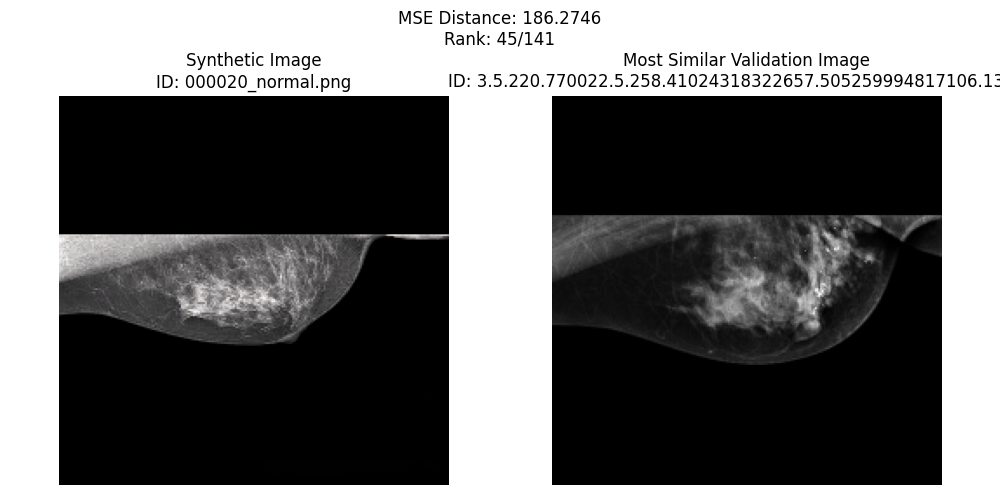 MSE Distance: 186.2746
Rank: 45/141
Synthetic Image
ID: 000020_normal.png
Most Similar Validation Image
ID: 3.5.220.770022.5.258.41024318322657.505259994817106.13